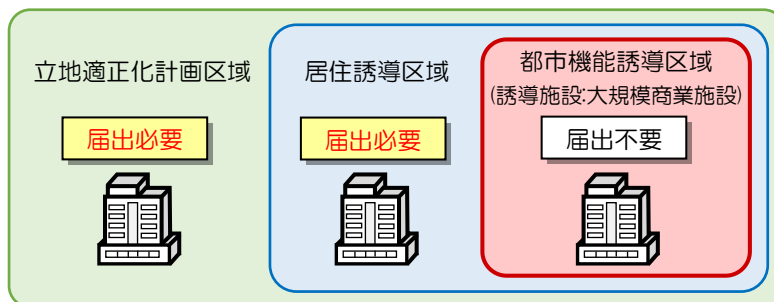 立地適正化計画区域
届出必要
居住誘導区域
届出必要
都市機能誘導区域
(誘導施設:大規模商業施設)
届出不要